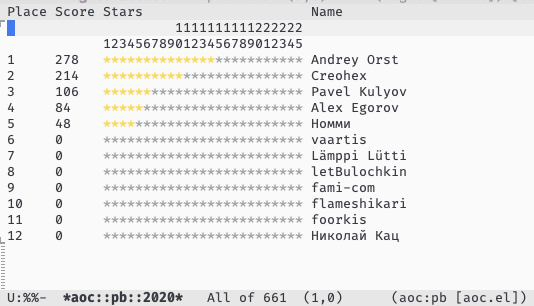 Place Score Stars                     Name
               1111111111222222
      1234567890123456789012345
1     278   ************************* Andrey Orst
2     214   ************************* Creohex
3     106   ************************* Pavel Kulyov
4     84    ************************* Alex Egorov
5     48    ************************* Номми
6     0     ************************* vaartis
7     0     ************************* Lämppi Lütti
8     0     ************************* letBulochkin
9     0     ************************* fami-com
10    0     ************************* flameshikari
11    0     ************************* foorkis
12    0     ************************* Николай Кац
U:%%-  *aoc::pb::2020*   All of 661  (1,0)      (aoc:pb [aoc.el])